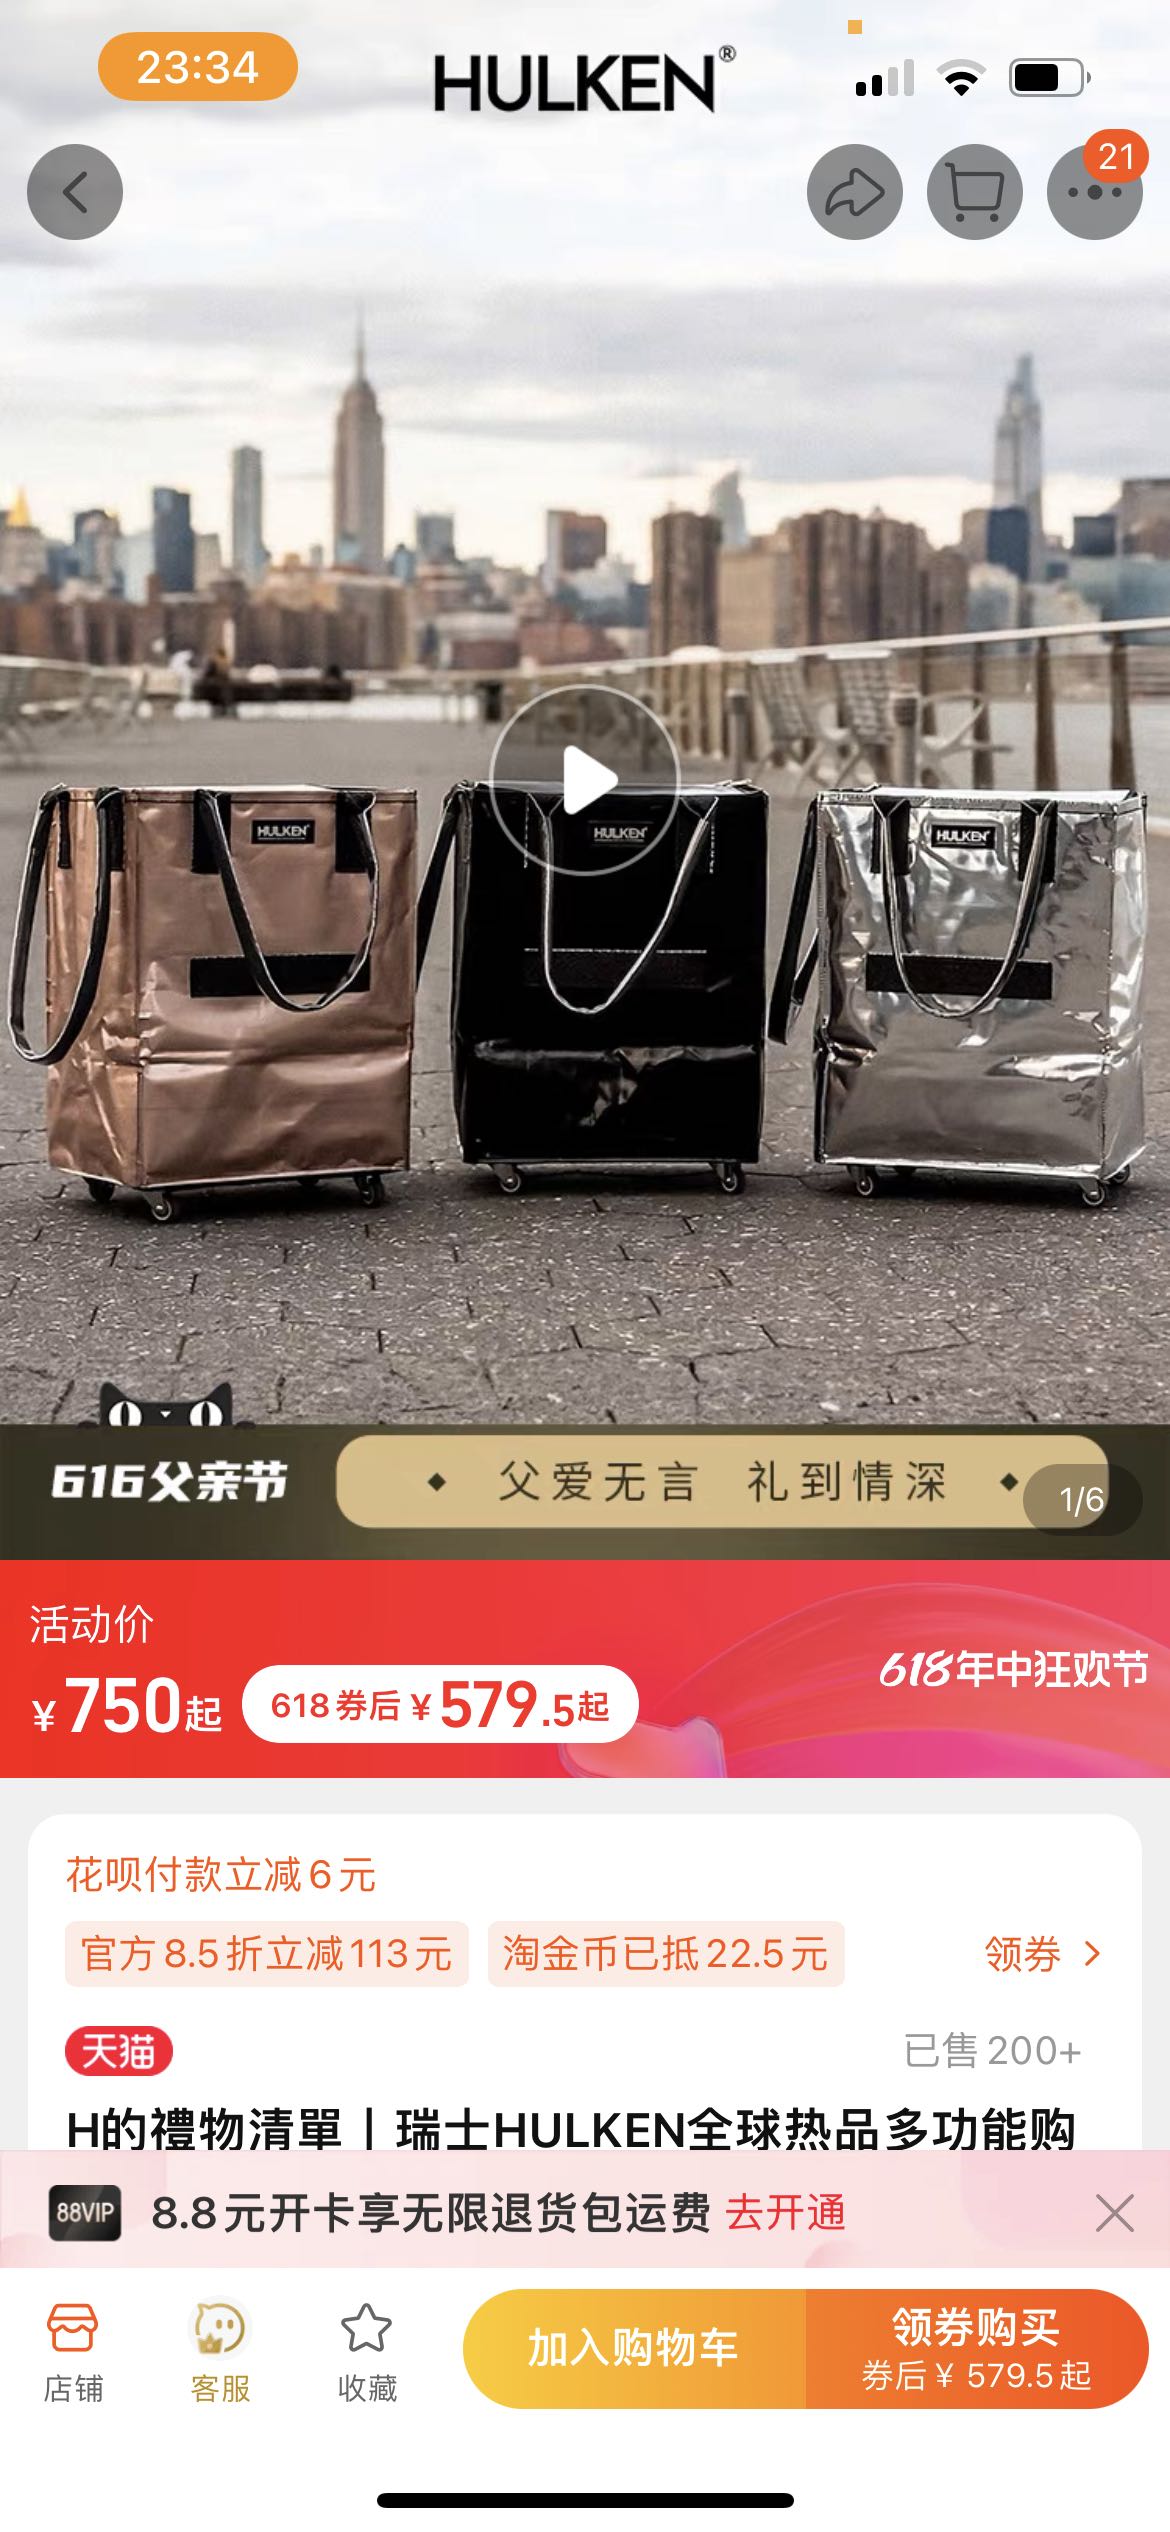 23:34
HULKEN®
21
HULKEN
HULKEN
HULKEN
616父亲节
父爱无言 礼到情深
1/6
活动价
¥750起
618券后¥579.5起
618年中狂欢节
花呗付款立减6元
官方8.5折立减113元
淘金币已抵22.5元
领券
天猫
已售200+
H的禮物清單丨瑞士HULKEN全球热品多功能购
88VIP
8.8元开卡享无限退货包运费 去开通
店铺
客服
收藏
加入购物车
领券购买
券后¥ 579.5起